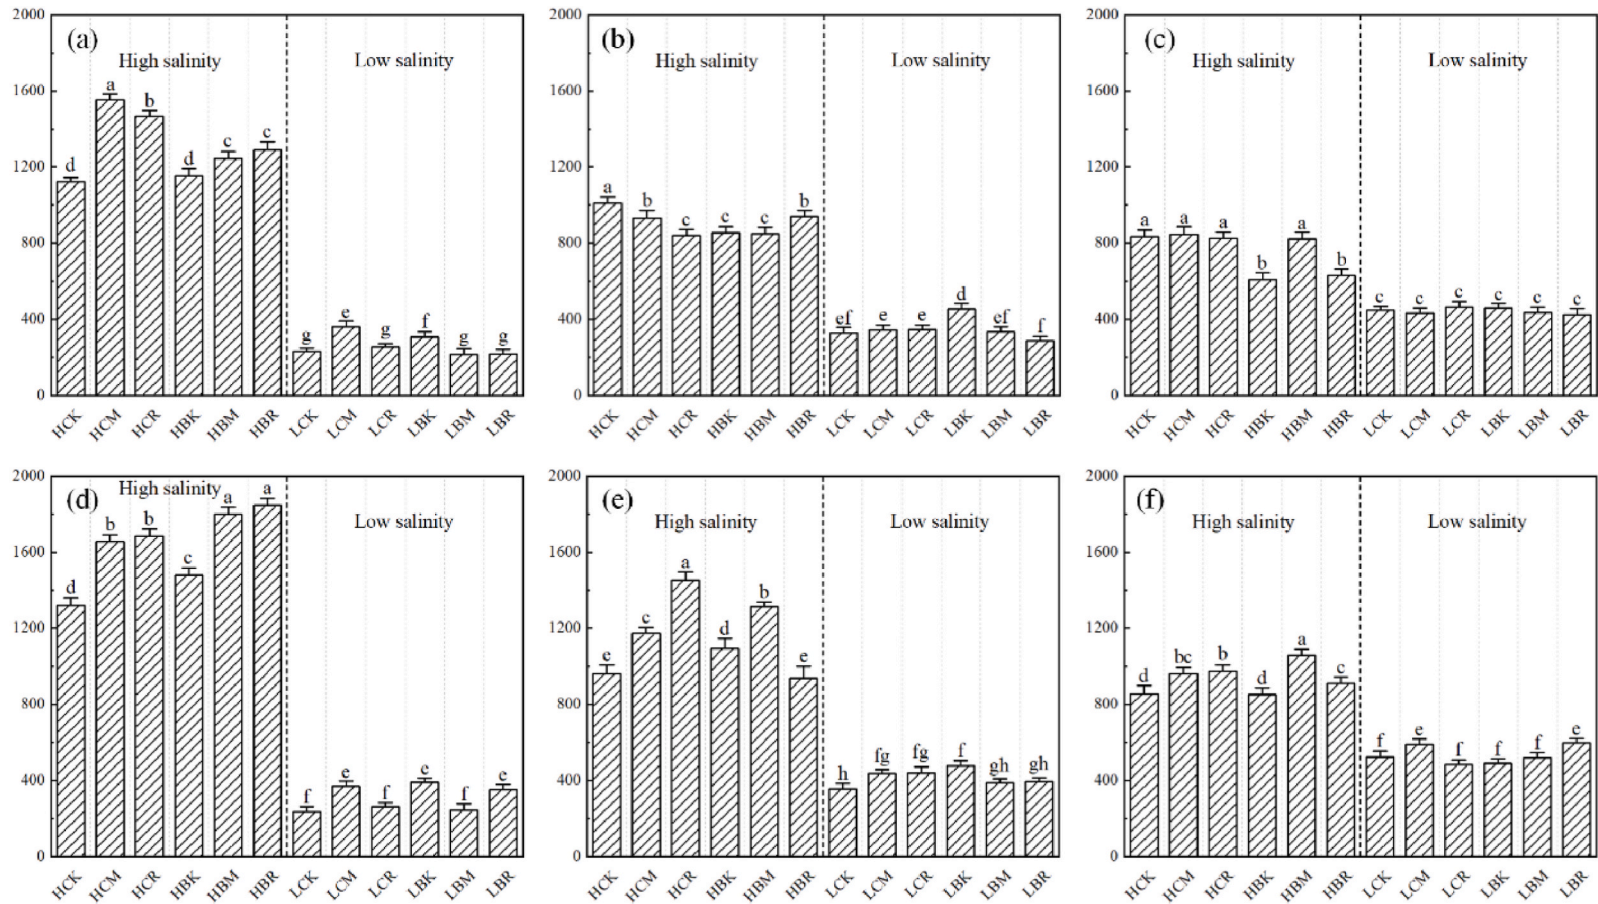 (a)
High salinity
Low salinity
2000
1600
1200
800
400
0
d a b d c c g e g f g g
HCK HCM HCR HBK HBM HBR LCK LCM LCR LBK LBM LBR
(b)
High salinity
Low salinity
2000
1600
1200
800
400
0
a b c c c b ef e e d ef f
HCK HCM HCR HBK HBM HBR LCK LCM LCR LBK LBM LBR
(c)
High salinity
Low salinity
2000
1600
1200
800
400
0
a a a b a b c c c c c c
HCK HCM HCR HBK HBM HBR LCK LCM LCR LBK LBM LBR
(d)
High salinity
Low salinity
2000
1600
1200
800
400
0
d b b c a a f e f e f e
HCK HCM HCR HBK HBM HBR LCK LCM LCR LBK LBM LBR
(e)
High salinity
Low salinity
2000
1600
1200
800
400
0
e c a d b e h fg fg f gh gh
HCK HCM HCR HBK HBM HBR LCK LCM LCR LBK LBM LBR
(f)
High salinity
Low salinity
2000
1600
1200
800
400
0
d bc b d a c f e f f f e
HCK HCM HCR HBK HBM HBR LCK LCM LCR LBK LBM LBR